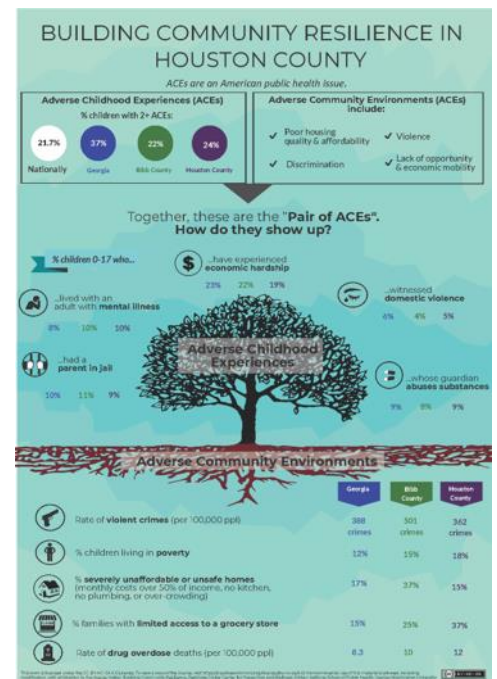 BUILDING COMMUNITY RESILIENCE IN
HOUSTON COUNTY
ACEs are an American public health issue.
Adverse Childhood Experiences (ACEs)
% children with 2+ ACEs:
21.7%
37%
22%
24%
Nationally
Georgia
Bibb County
Houston County
Adverse Community Environments (ACEs)
include:
Poor housing
quality & affordability
Violence
Discrimination
Lack of opportunity
& economic mobility
Together, these are the "Pair of ACEs".
How do they show up?
% children 0-17 who...
...have experienced
economic hardship
23% 22% 19%
...lived with an
adult with mental illness
8% 10% 10%
...witnessed
domestic violence
6% 4% 5%
...had a
parent in jail
10% 11% 9%
...whose guardian
abuses substances
9% 9% 9%
Adverse Childhood
Experiences
Adverse Community Environments
Georgia
Bibb
County
Houston
County
Rate of violent crimes (per 100,000 ppl)
388
crimes
501
crimes
362
crimes
% children living in poverty
12%
15%
18%
% severely unaffordable or unsafe homes
(monthly costs over 50% of income, no kitchen,
no plumbing, or over-crowding)
17%
27%
15%
% families with limited access to a grocery store
15%
25%
37%
Rate of drug overdose deaths (per 100,000 ppl)
8.3
10
12